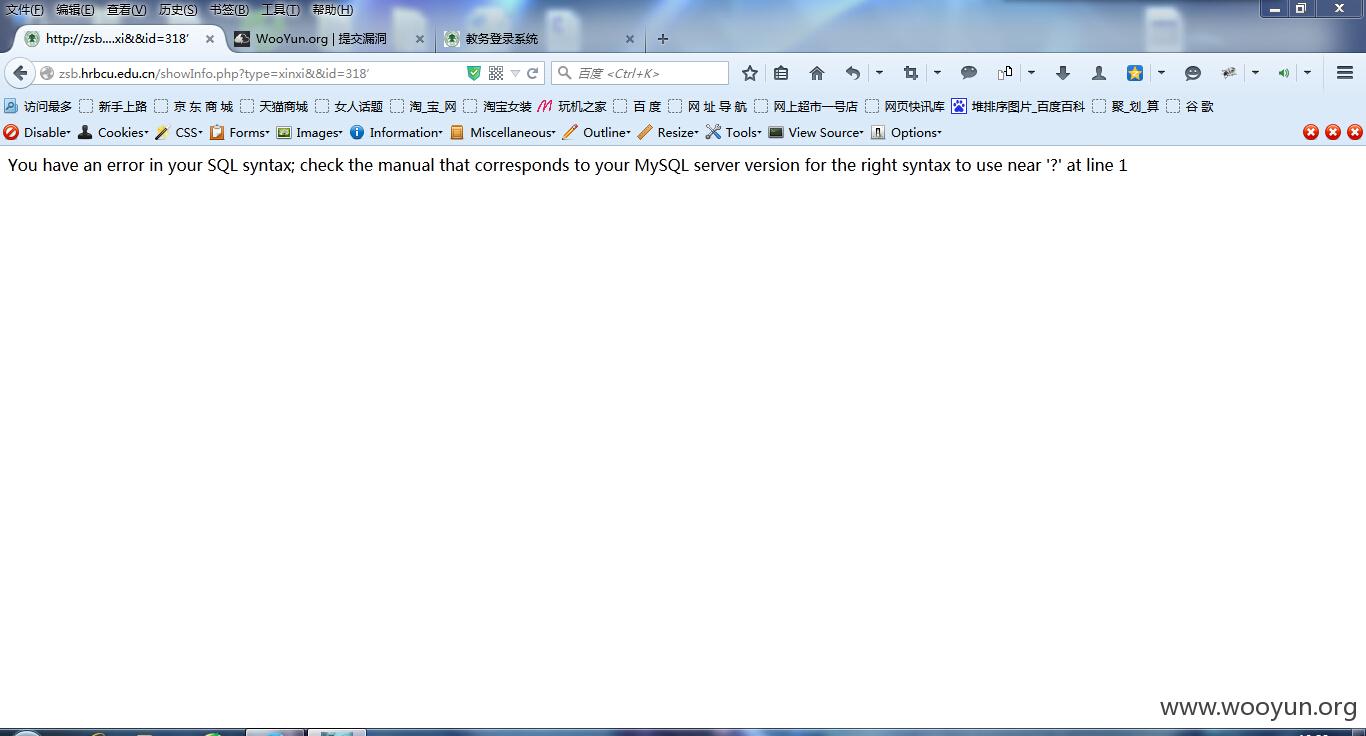 文件(F) 编辑(E) 查看(V) 历史(S) 书签(B) 工具(T) 帮助(H)
http://zsb....xi&t&id=318’ WooYun.org | 提交漏洞 教务登录系统
zsb.hrbcu.edu.cn/showInfo.php?type=xinxi&t&id=318’ 百度 <Ctrl+K>
访问最多 新手上路 京 东 商 城 天猫商城 女人话题 淘_宝_网 淘宝女装 玩机之家 百 度 网 址 导 航 网上超市一号店 网页快讯库 堆排序图片_百度百科 聚_划_算 谷 歌
Disable Cookies CSS Forms Images Information Miscellaneous Outline Resize Tools View Source Options
You have an error in your SQL syntax; check the manual that corresponds to your MySQL server version for the right syntax to use near '?' at line 1
www.wooyun.org